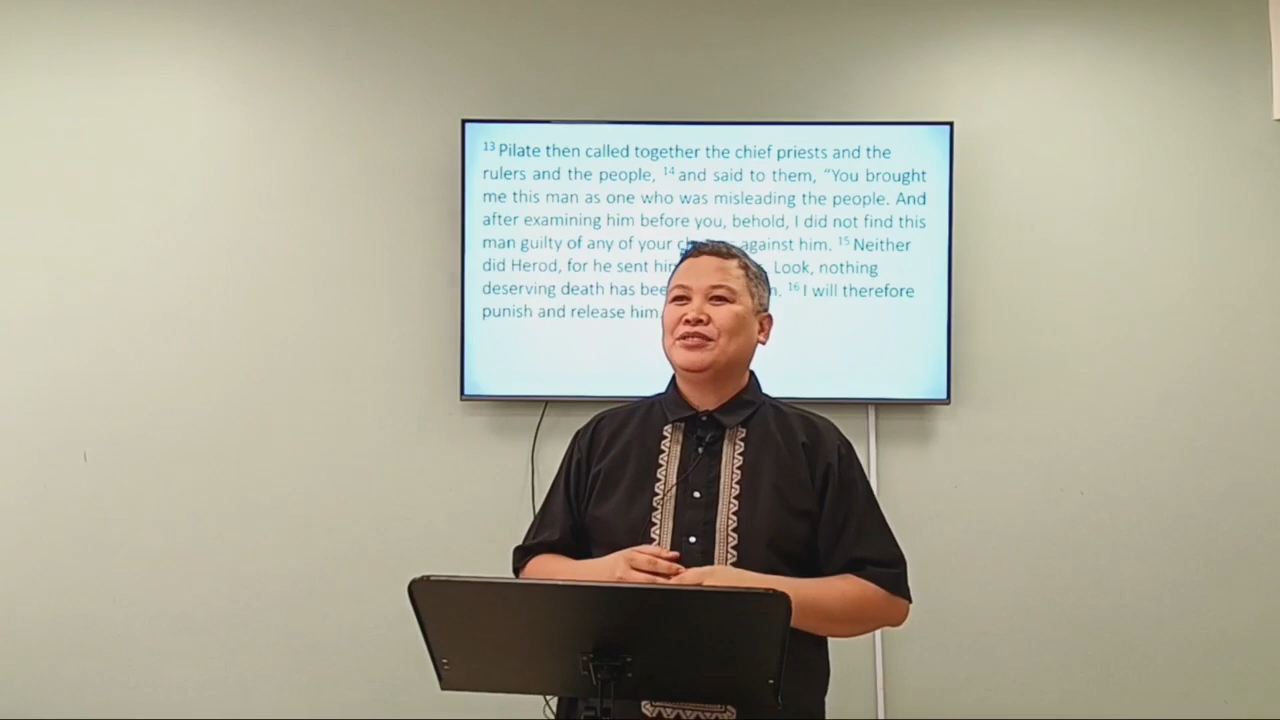 13 Pilate then called together the chief priests and the
rulers and the people, 14 and said to them, “You brought
me this man as one who was misleading the people. And
after examining him before you, behold, I did not find this
man guilty of any of your against him. 15 Neither
did Herod, for he sent Look, nothing
deserving death has 16 I will therefore
punish and release him.